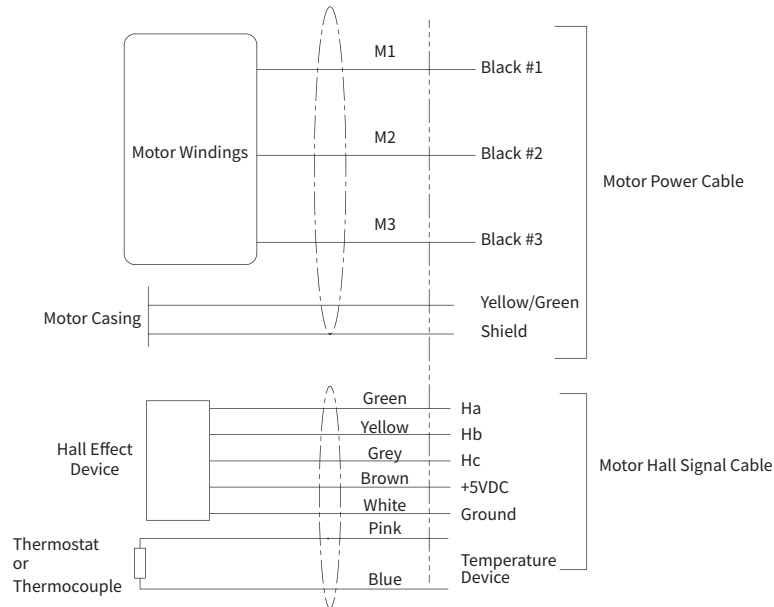 M1
Black #1
Motor Windings
M2
Black #2
Motor Power Cable
M3
Black #3
Yellow/Green
Motor Casing
Shield
Green
Ha
Yellow
Hb
Hall Effect
Device
Grey
Hc
Motor Hall Signal Cable
Brown
+5VDC
White
Ground
Pink
Thermostat
or
Thermocouple
Temperature
Device
Blue